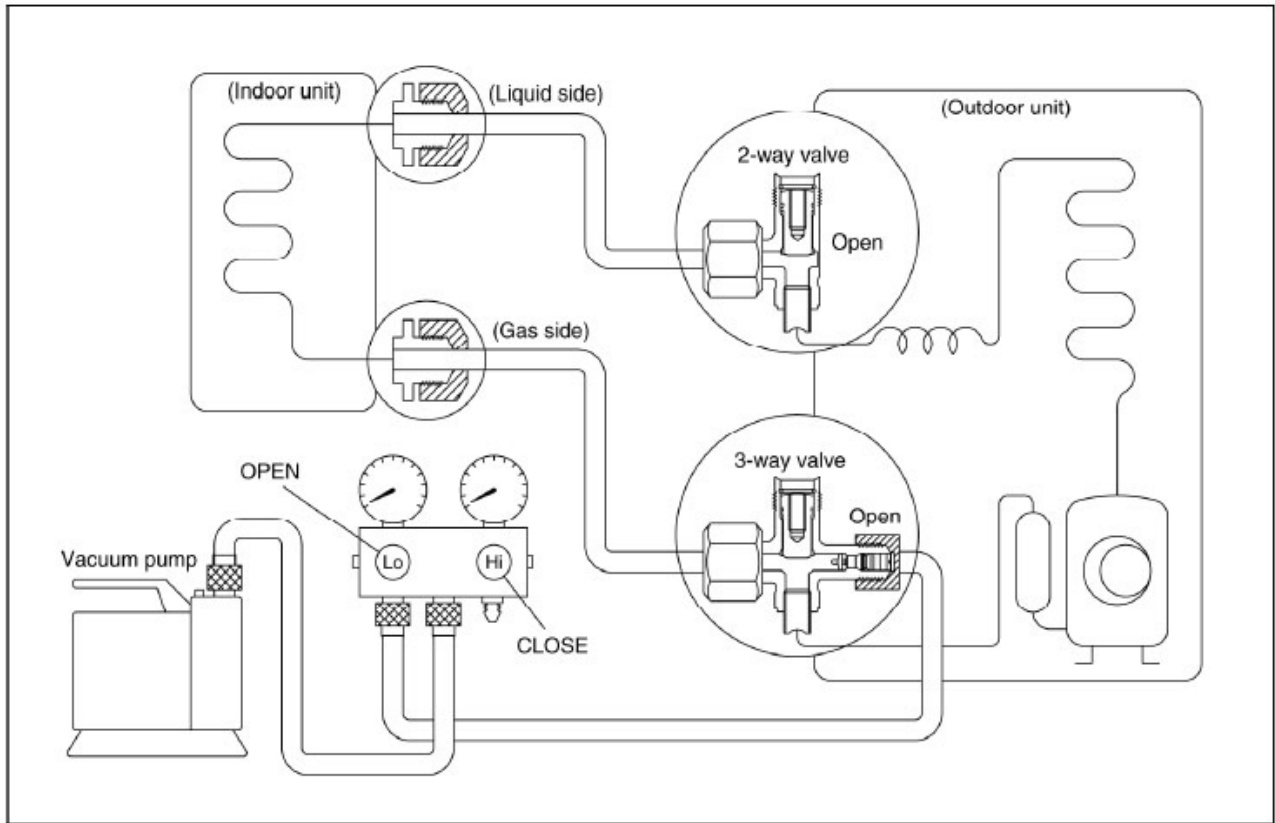 (Indoor unit)
(Liquid side)
(Outdoor unit)
2-way valve
Open
(Gas side)
3-way valve
Open
OPEN
Lo
Hi
Vacuum pump
CLOSE